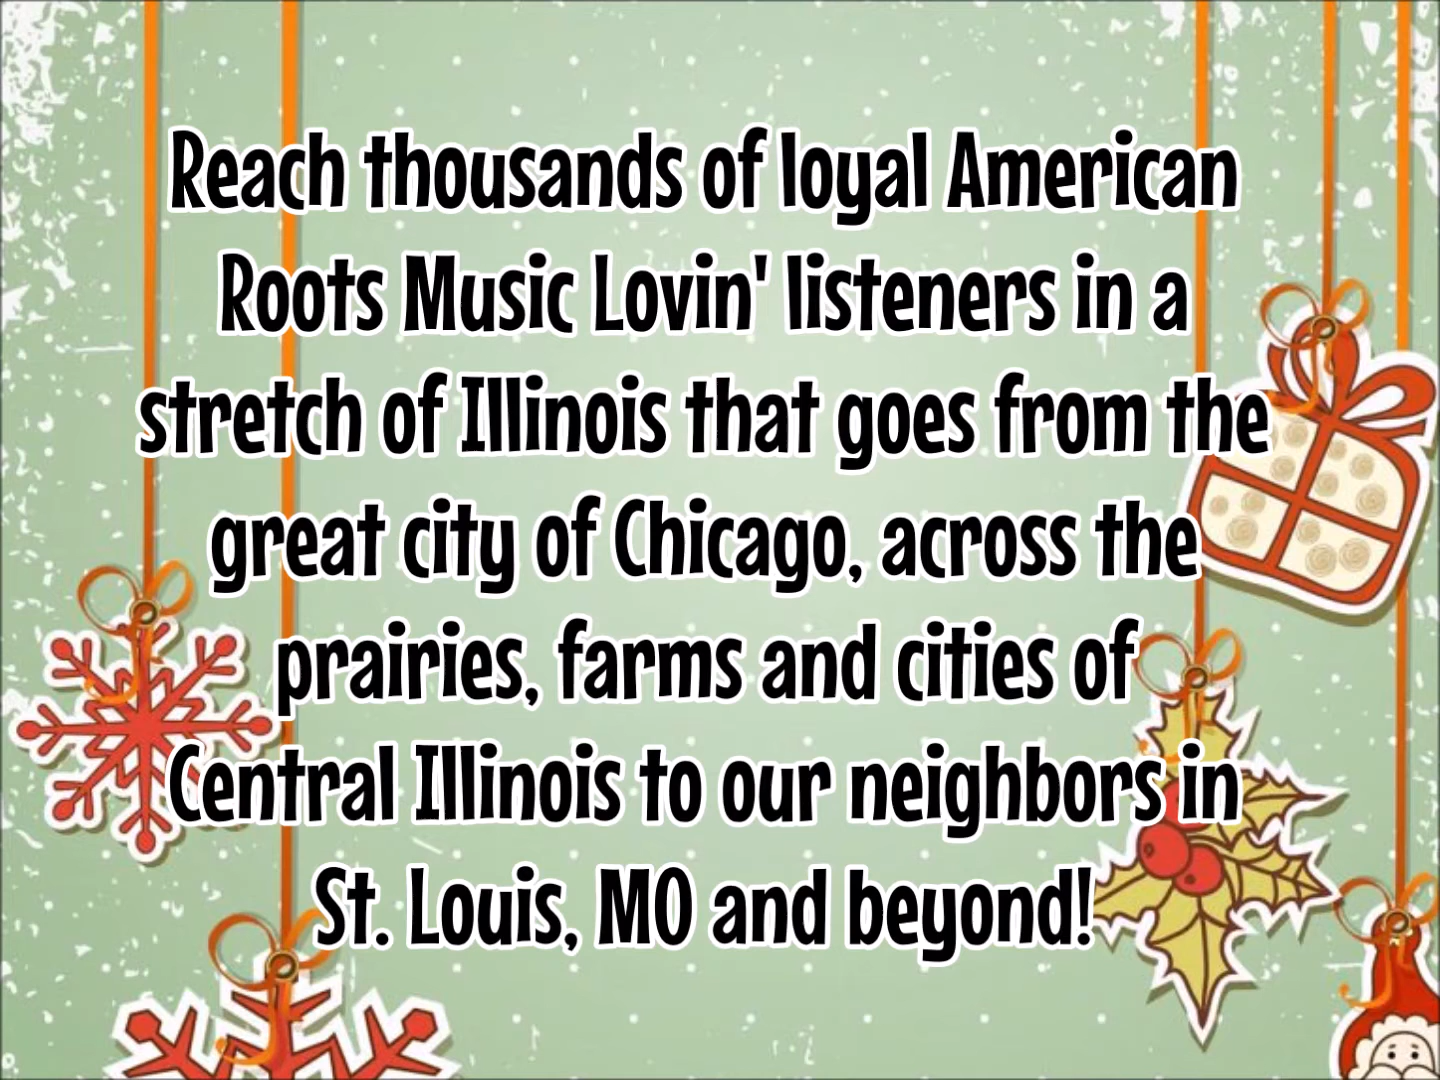 Reach thousands of loyal American
Roots Music Lovin' listeners in a
stretch of Illinois that goes from the
great city of Chicago, across the
prairies, farms and cities of
Central Illinois to our neighbors in
St. Louis, MO and beyond!